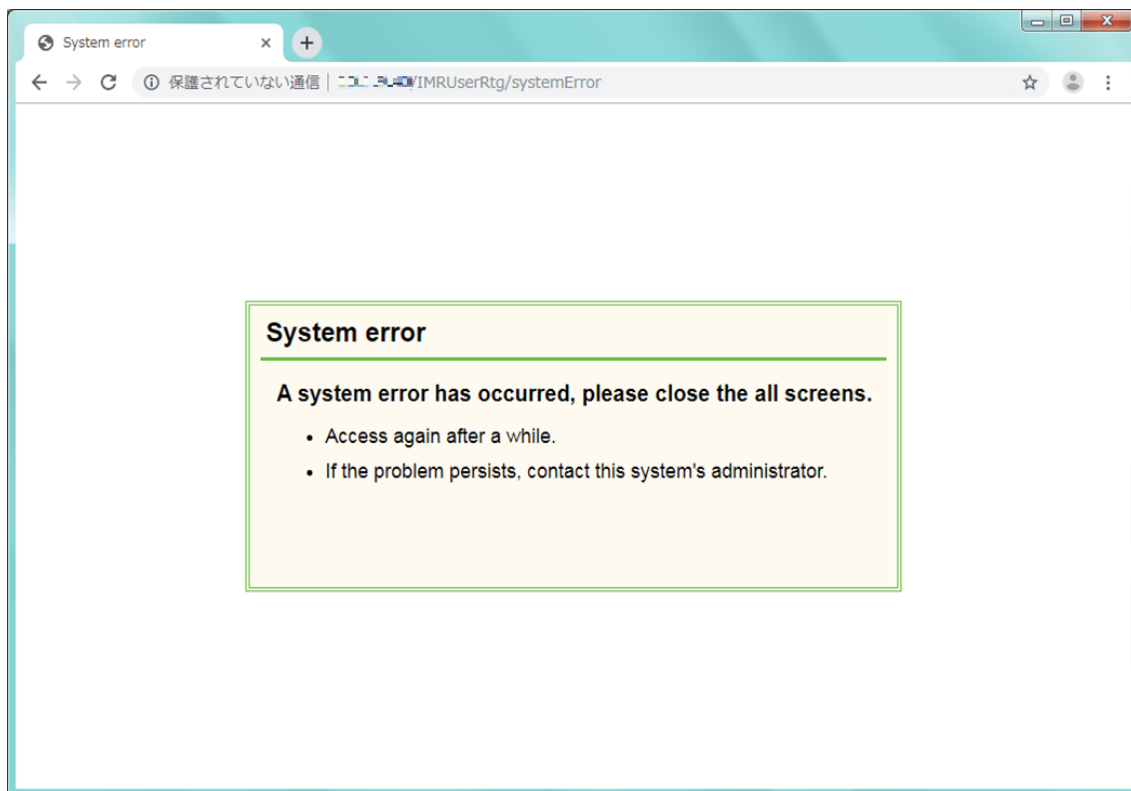 System error
保護されていない通信 | /IMRUserRtg/systemError
System error
A system error has occurred, please close the all screens.
• Access again after a while.
• If the problem persists, contact this system's administrator.